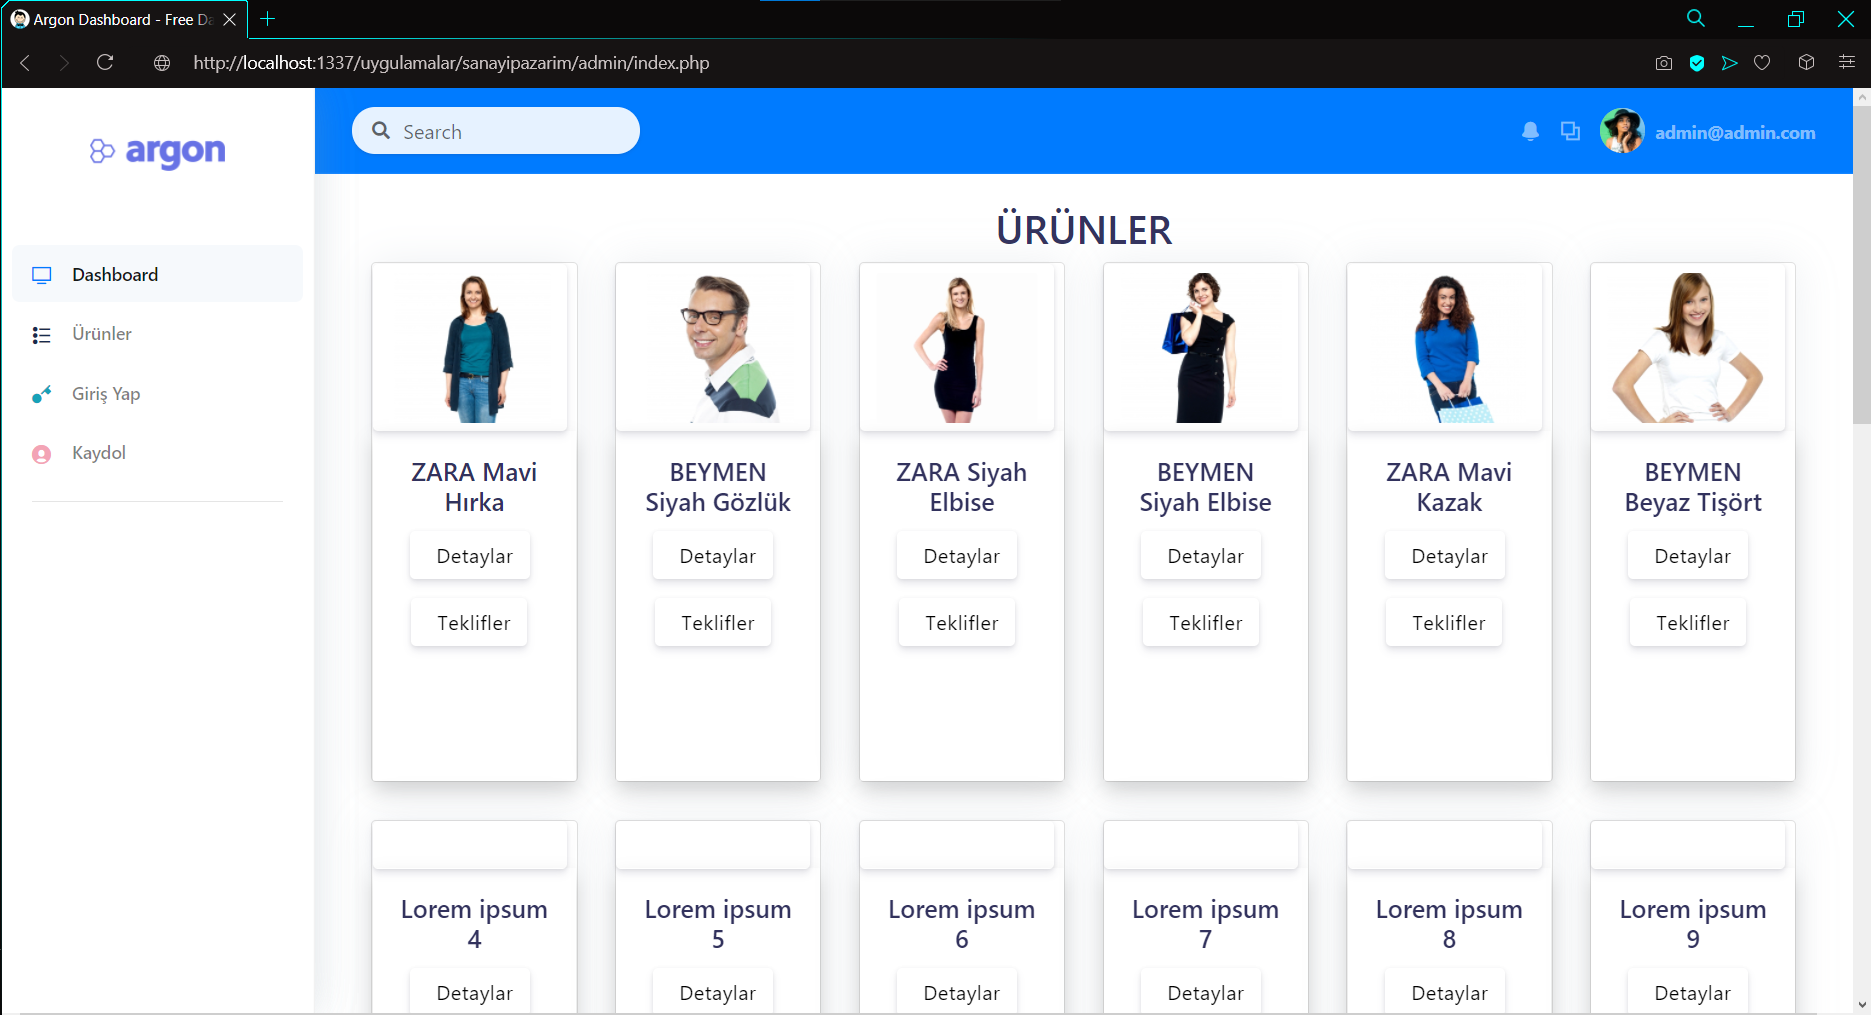 Argon Dashboard - Free Da
http://localhost:1337/uygulamalar/sanayipazarim/admin/index.php
argon
Search
admin@admin.com
Dashboard
Ürünler
Giriş Yap
Kaydol
ÜRÜNLER
ZARA Mavi
Hırka
Detaylar
Teklifler
BEYMEN
Siyah Gözlük
Detaylar
Teklifler
ZARA Siyah
Elbise
Detaylar
Teklifler
BEYMEN
Siyah Elbise
Detaylar
Teklifler
ZARA Mavi
Kazak
Detaylar
Teklifler
BEYMEN
Beyaz Tişört
Detaylar
Teklifler
Lorem ipsum
4
Detaylar
Lorem ipsum
5
Detaylar
Lorem ipsum
6
Detaylar
Lorem ipsum
7
Detaylar
Lorem ipsum
8
Detaylar
Lorem ipsum
9
Detaylar